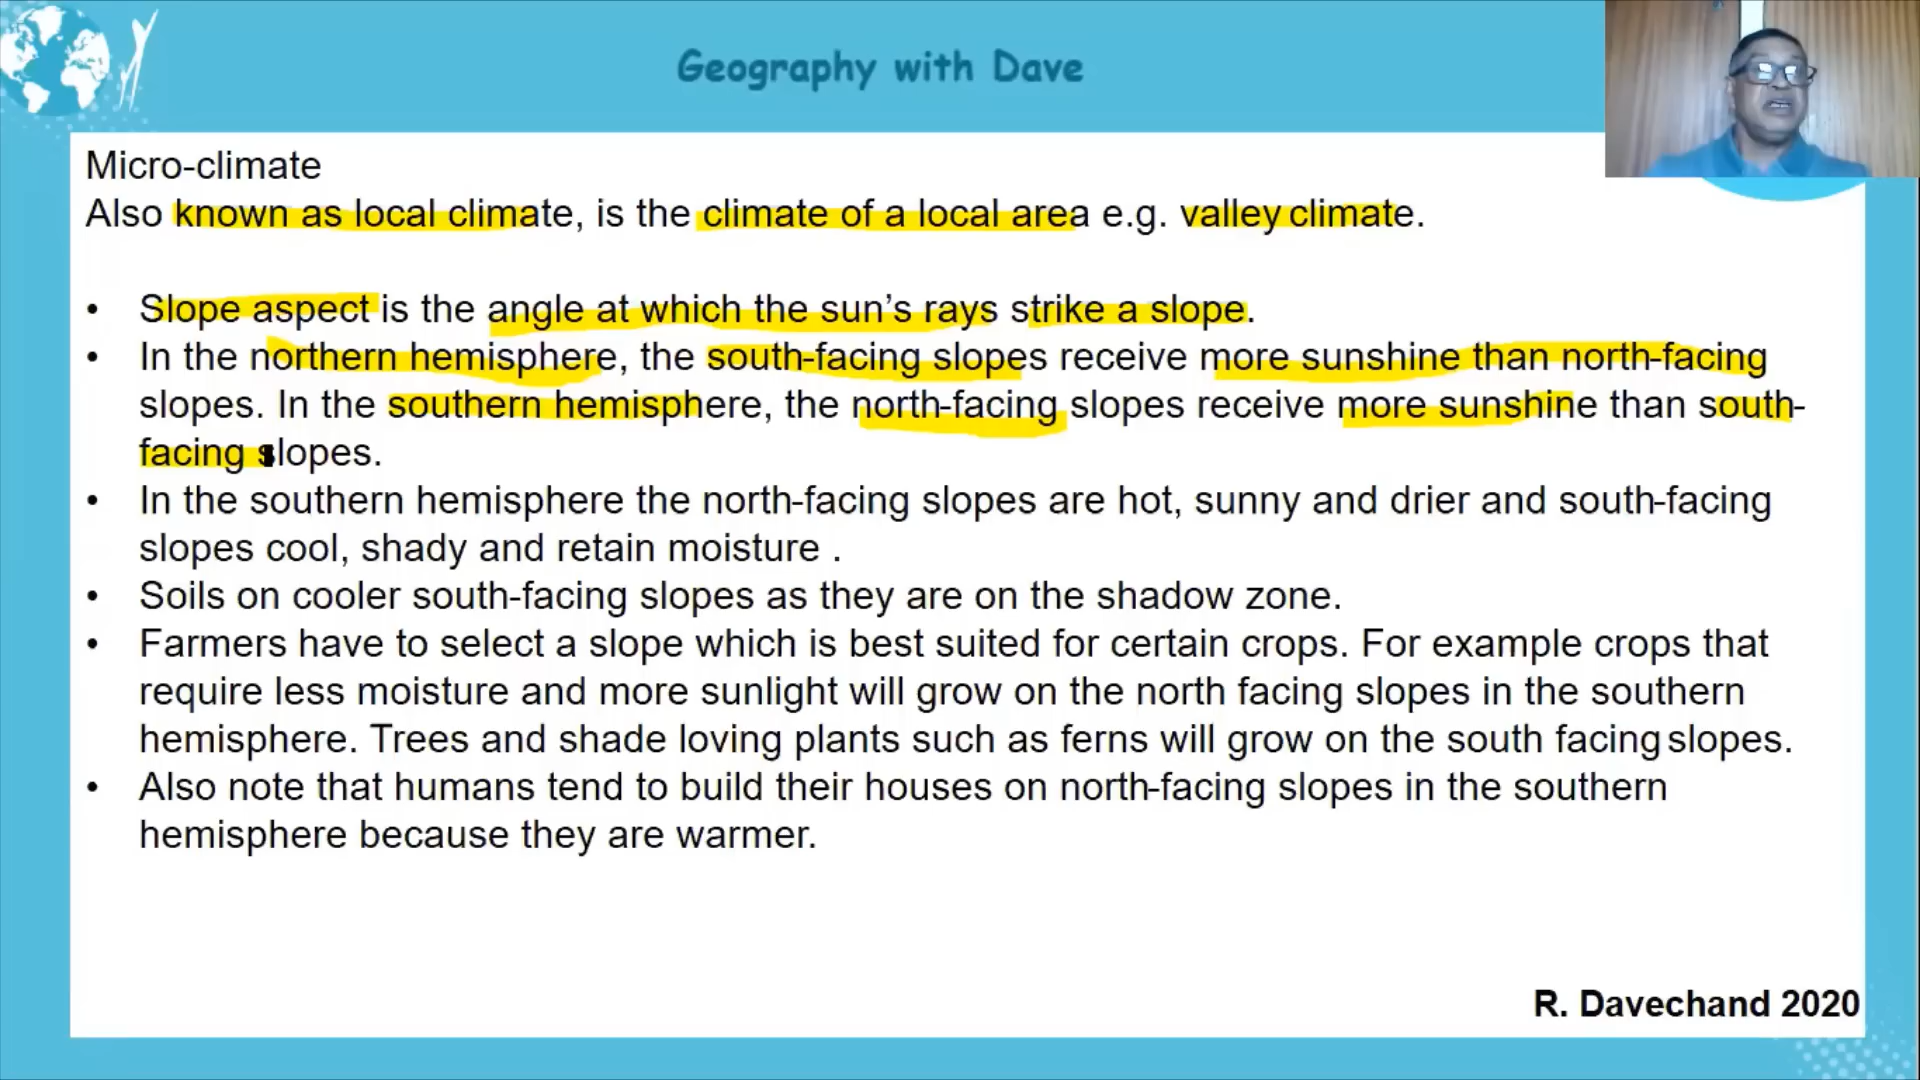 Geography with Dave
Micro-climate
Also known as local climate, is the climate of a local area e.g. valley climate.
• Slope aspect is the angle at which the sun’s rays strike a slope.
• In the northern hemisphere, the south-facing slopes receive more sunshine than north-facing
slopes. In the southern hemisphere, the north-facing slopes receive more sunshine than south-
facing slopes.
• In the southern hemisphere the north-facing slopes are hot, sunny and drier and south-facing
slopes cool, shady and retain moisture .
• Soils on cooler south-facing slopes as they are on the shadow zone.
• Farmers have to select a slope which is best suited for certain crops. For example crops that
require less moisture and more sunlight will grow on the north facing slopes in the southern
hemisphere. Trees and shade loving plants such as ferns will grow on the south facing slopes.
• Also note that humans tend to build their houses on north-facing slopes in the southern
hemisphere because they are warmer.
R. Davechand 2020